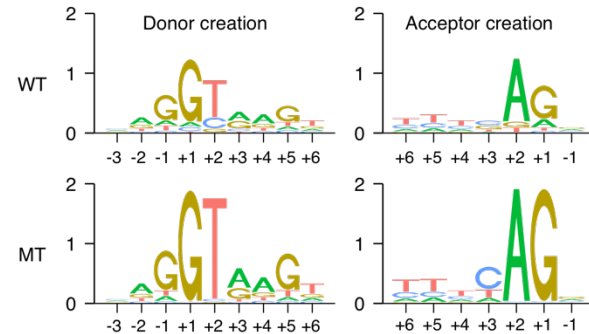 Donor creation Acceptor creation
WT
2
1
0
-3 -2 -1 +1 +2 +3 +4 +5 +6
2
1
0
+6 +5 +4 +3 +2 +1 -1
MT
2
1
0
-3 -2 -1 +1 +2 +3 +4 +5 +6
2
1
0
+6 +5 +4 +3 +2 +1 -1
A G G T A A G T
A G
A G G T A A G T
T T T C A G